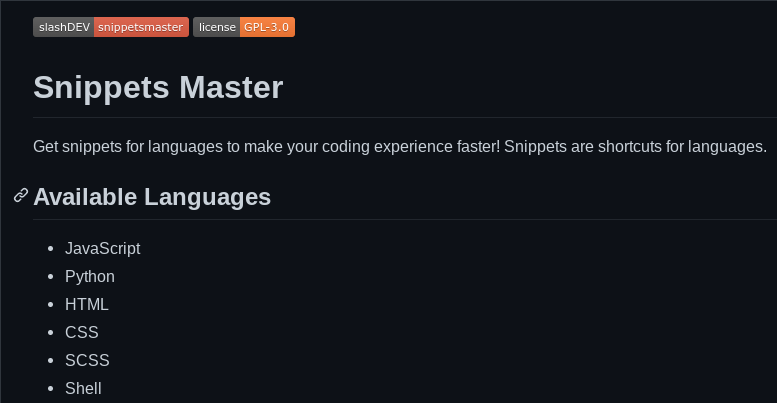 slashDEV snippetsmaster license GPL-3.0
Snippets Master
Get snippets for languages to make your coding experience faster! Snippets are shortcuts for languages.
Available Languages
JavaScript
Python
HTML
CSS
SCSS
Shell